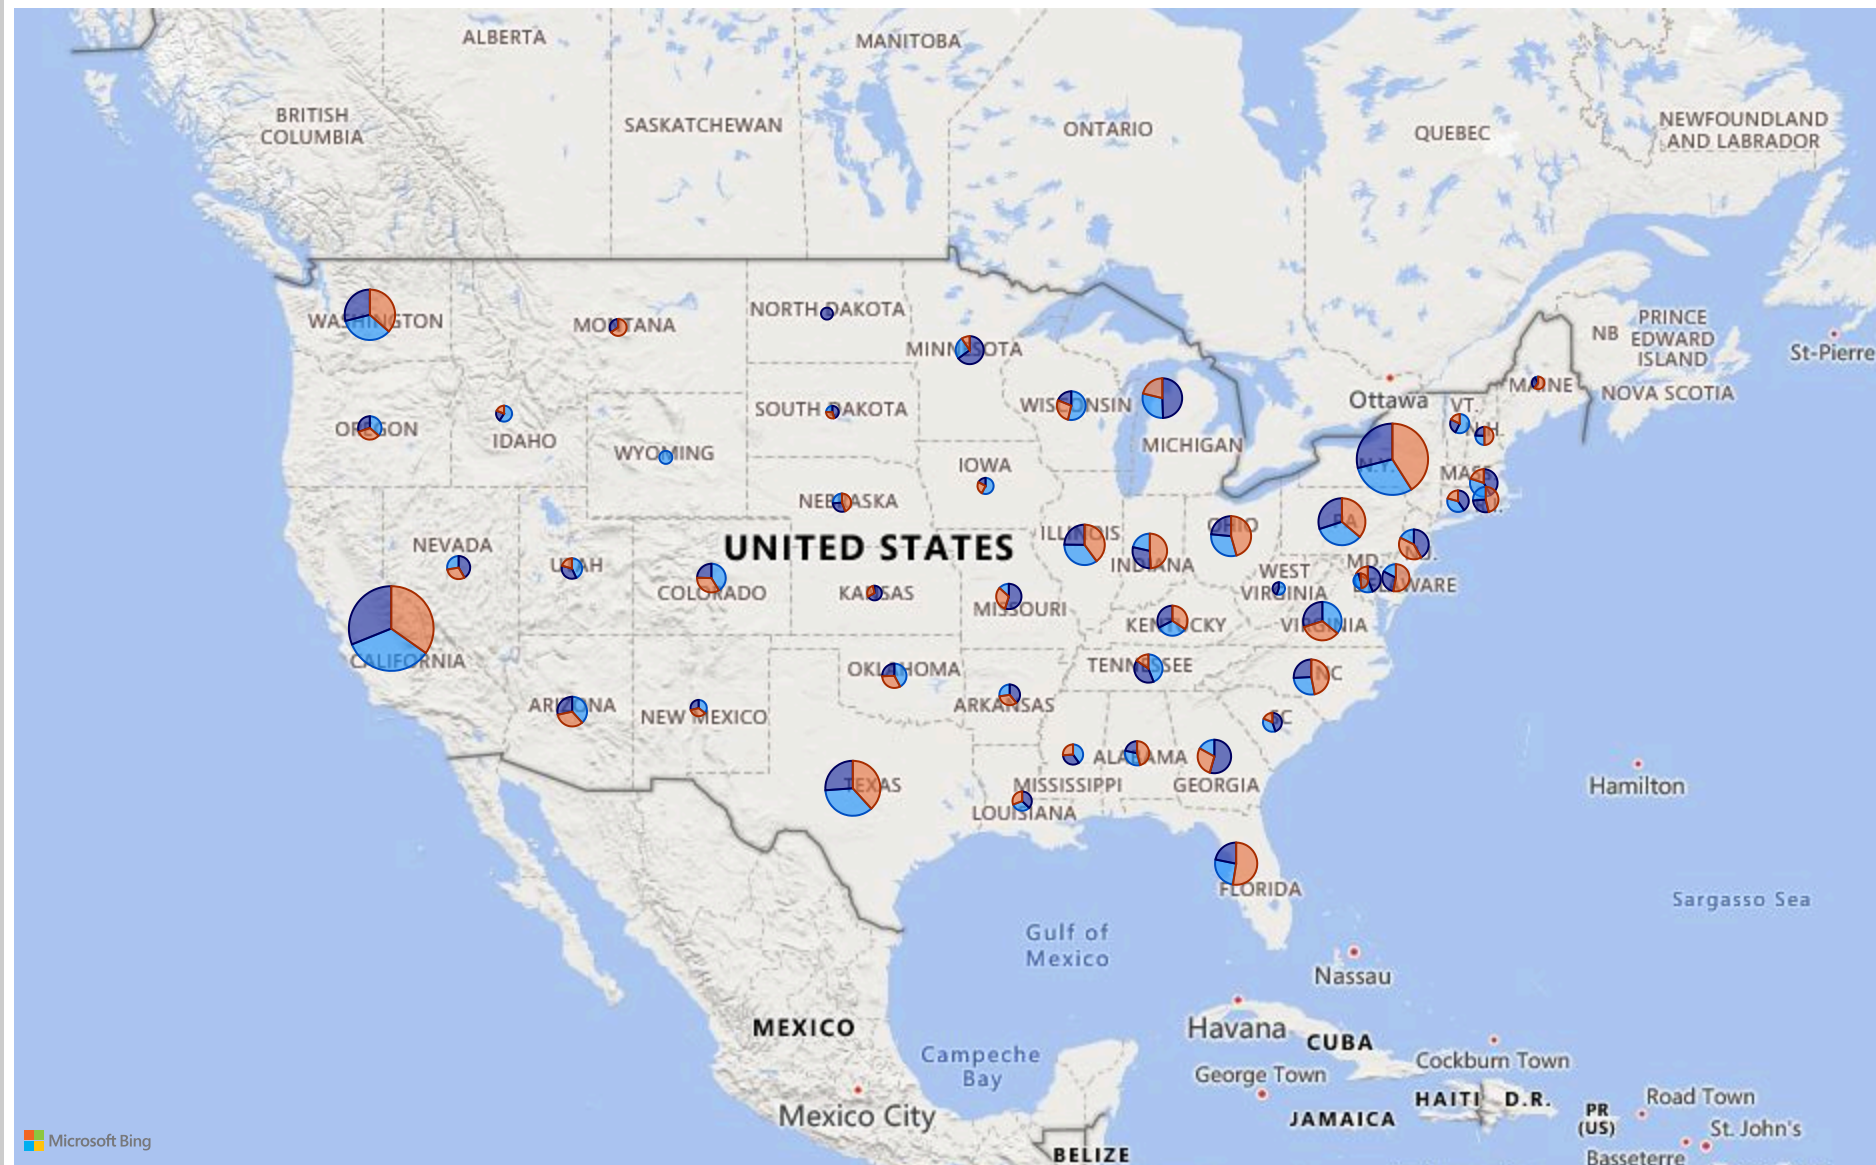 ALBERTA
MANITOBA
BRITISH
COLUMBIA
SASKATCHEWAN
ONTARIO
QUEBEC
NEWFOUNDLAND
AND LABRADOR
WASHINGTON
MONTANA
NORTH DAKOTA
MINNESOTA
NB
PRINCE
EDWARD
ISLAND
St-Pierre
OREGON
IDAHO
SOUTH DAKOTA
WISCONSIN
MICHIGAN
Ottawa
MAINE
NOVA SCOTIA
VT.
N.H.
WYOMING
IOWA
N.Y.
MASS
NEBRASKA
NEVADA
UTAH
COLORADO
UNITED STATES
KANSAS
MISSOURI
ILLINOIS
INDIANA
OHIO
PA
N.J.
MD
DELAWARE
WEST
VIRGINIA
KENTUCKY
VIRGINIA
CALIFORNIA
ARIZONA
NEW MEXICO
OKLAHOMA
ARKANSAS
TENNESSEE
NC
SC
TEXAS
MISSISSIPPI
ALABAMA
GEORGIA
LOUISIANA
FLORIDA
Hamilton
Sargasso Sea
Gulf of
Mexico
Nassau
MEXICO
Havana
CUBA
Campeche
Bay
Cockburn Town
George Town
Mexico City
JAMAICA
HAITI
D.R.
PR
(US)
Road Town
St. John's
Basseterre
BELIZE
Microsoft Bing